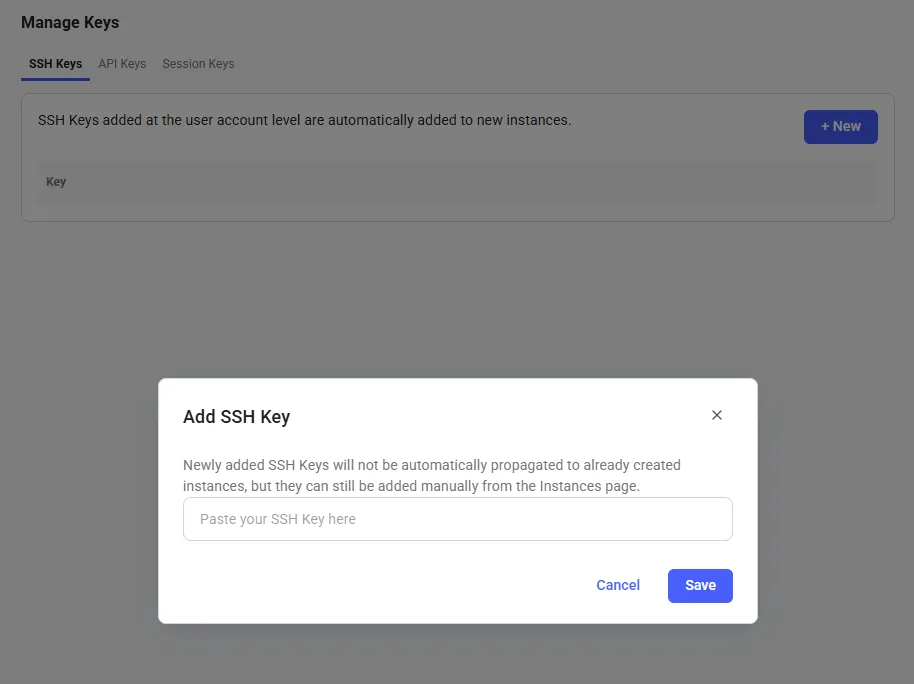 Manage Keys
SSH Keys API Keys Session Keys
SSH Keys added at the user account level are automatically added to new instances.
+ New
Key
Add SSH Key
Newly added SSH Keys will not be automatically propagated to already created
instances, but they can still be added manually from the Instances page.
Paste your SSH Key here
Cancel Save